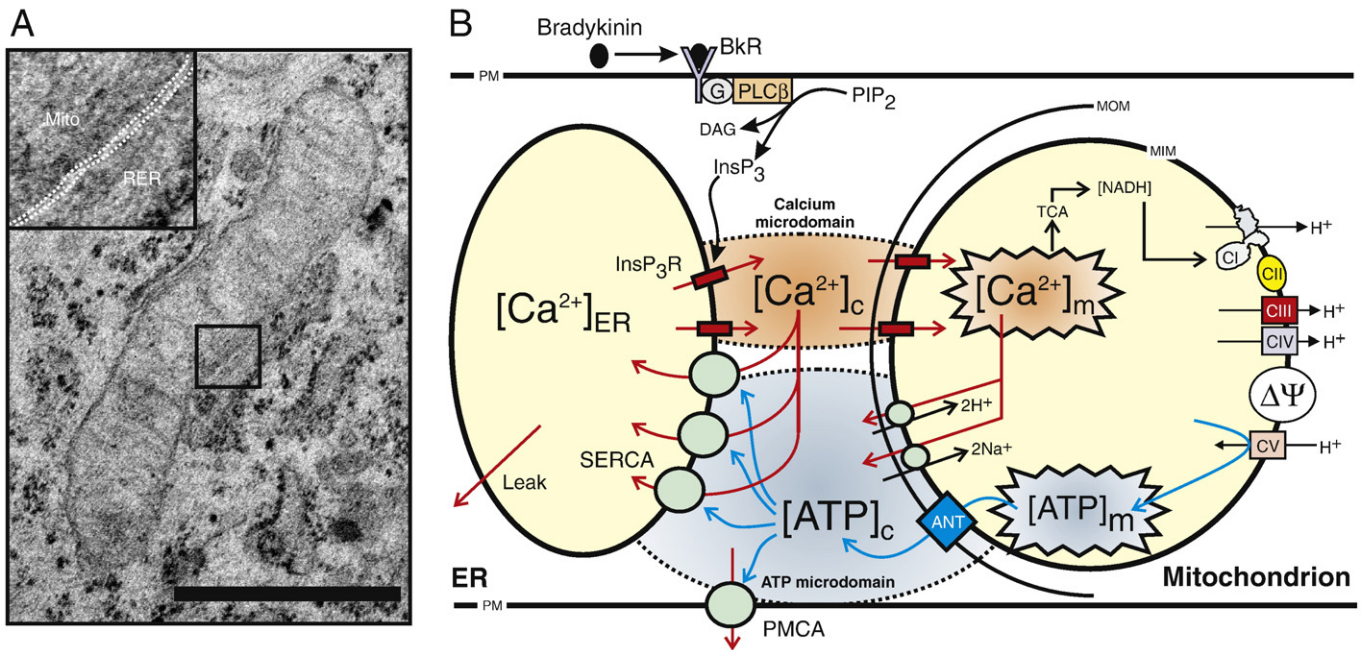 A
Mito
RER
B
Bradykinin
BkR
PM
G
PLCβ
PIP2
DAG
InsP3
MOM
MIM
Calcium
microdomain
[NADH]
TCA
H+
CI
CII
InsP3R
[Ca2+]ER
[Ca2+]c
[Ca2+]m
CIII
H+
CIV
H+
ΔΨ
2H+
2Na+
CV
H+
SERCA
Leak
[ATP]c
ANT
[ATP]m
ER
ATP microdomain
Mitochondrion
PM
PMCA